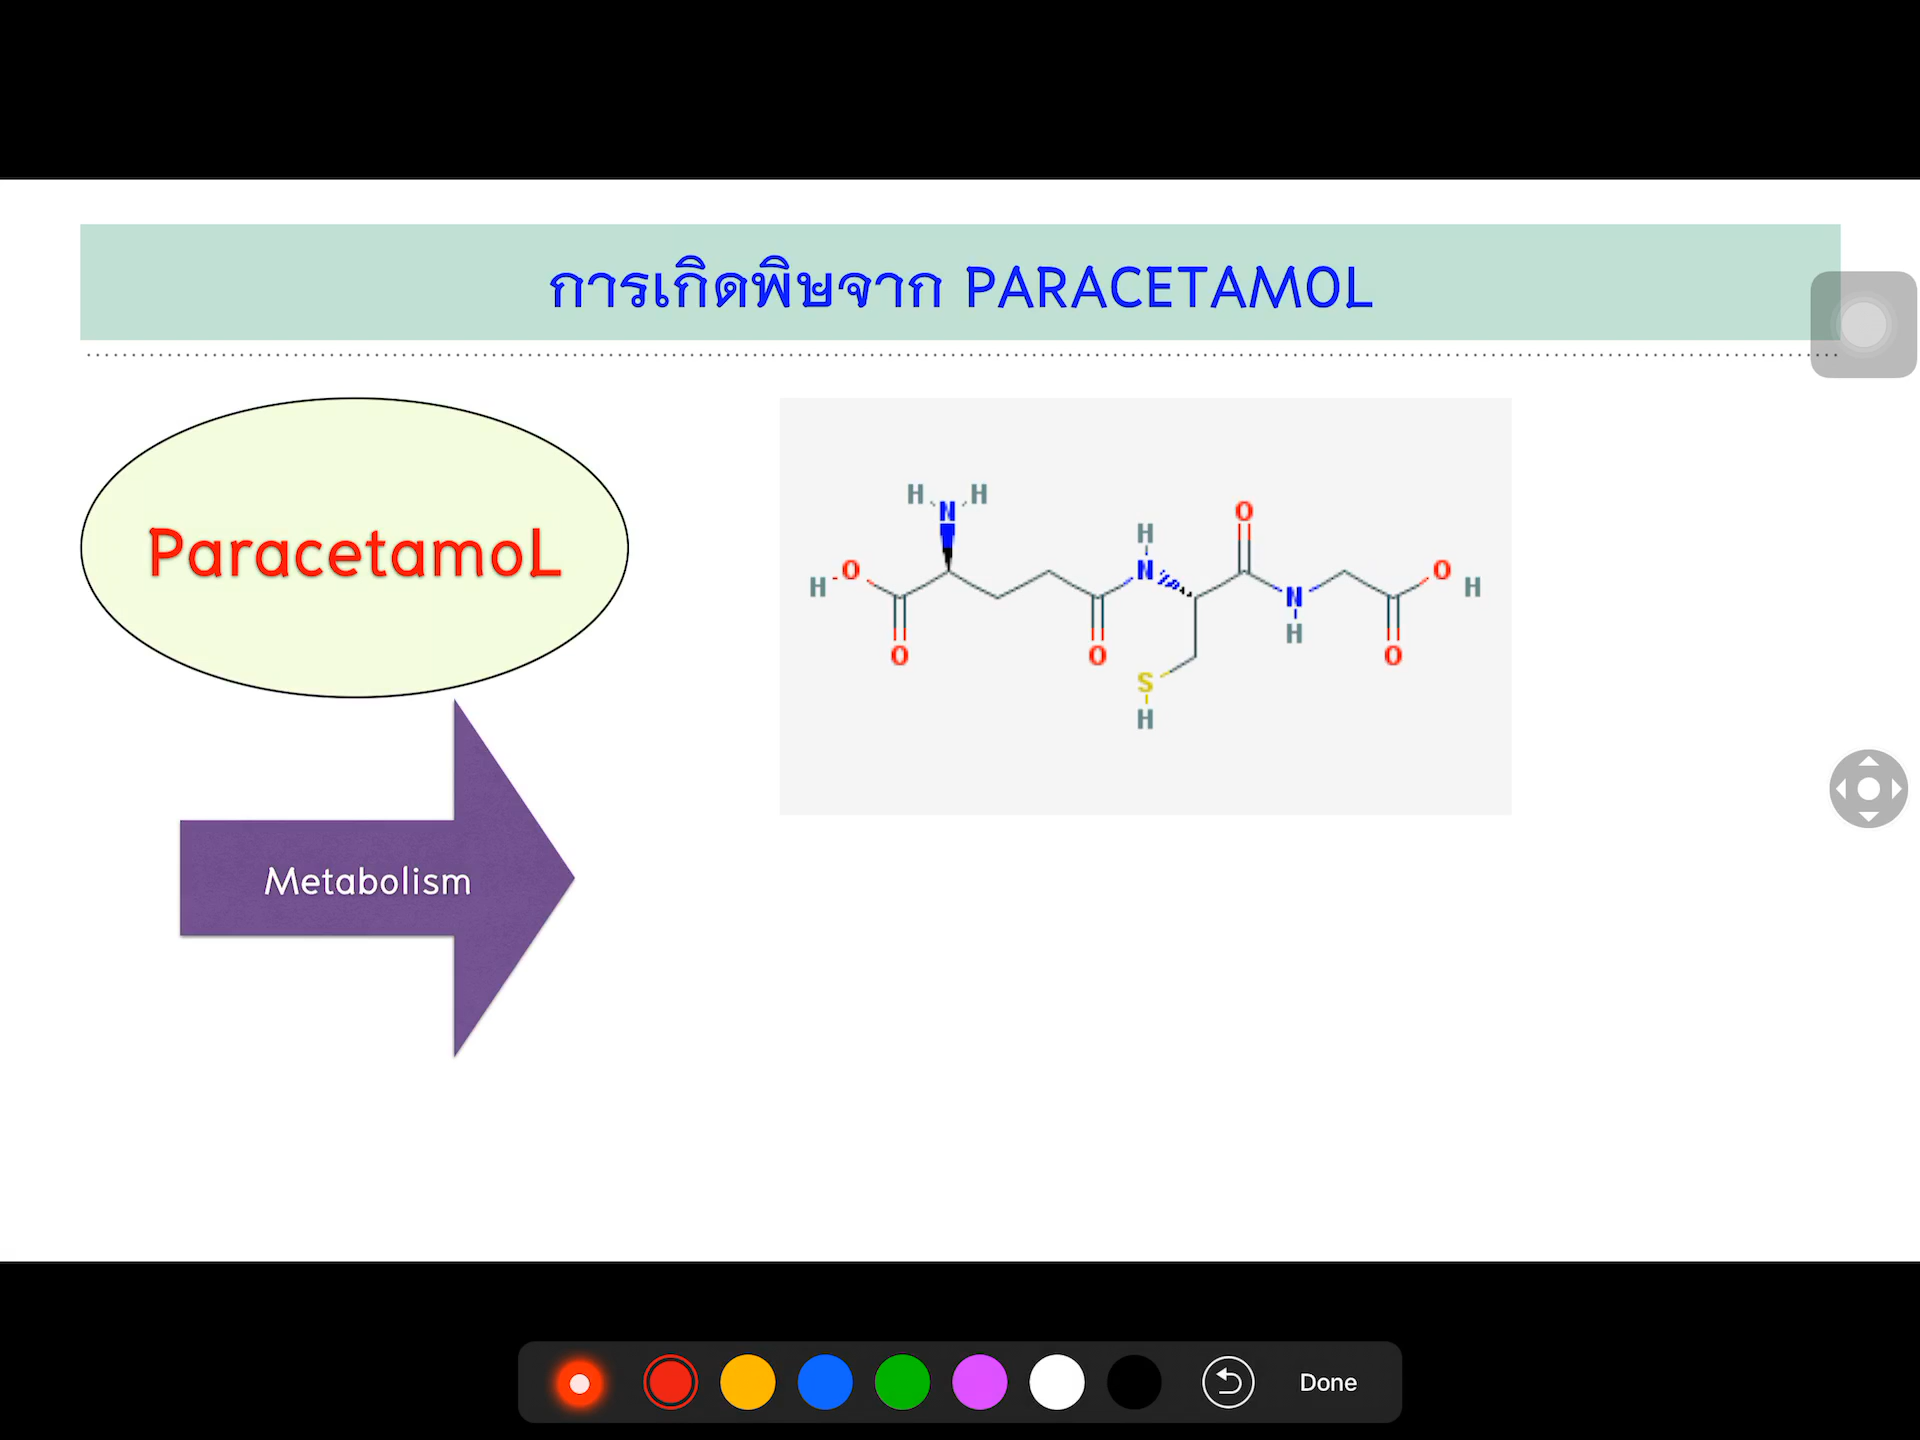 การเกิดพิษจาก PARACETAMOL
ParacetamoL
H H
N
O
H
H O
N
H
O
N
H
O H
O
O
S
H
O
Metabolism
Done